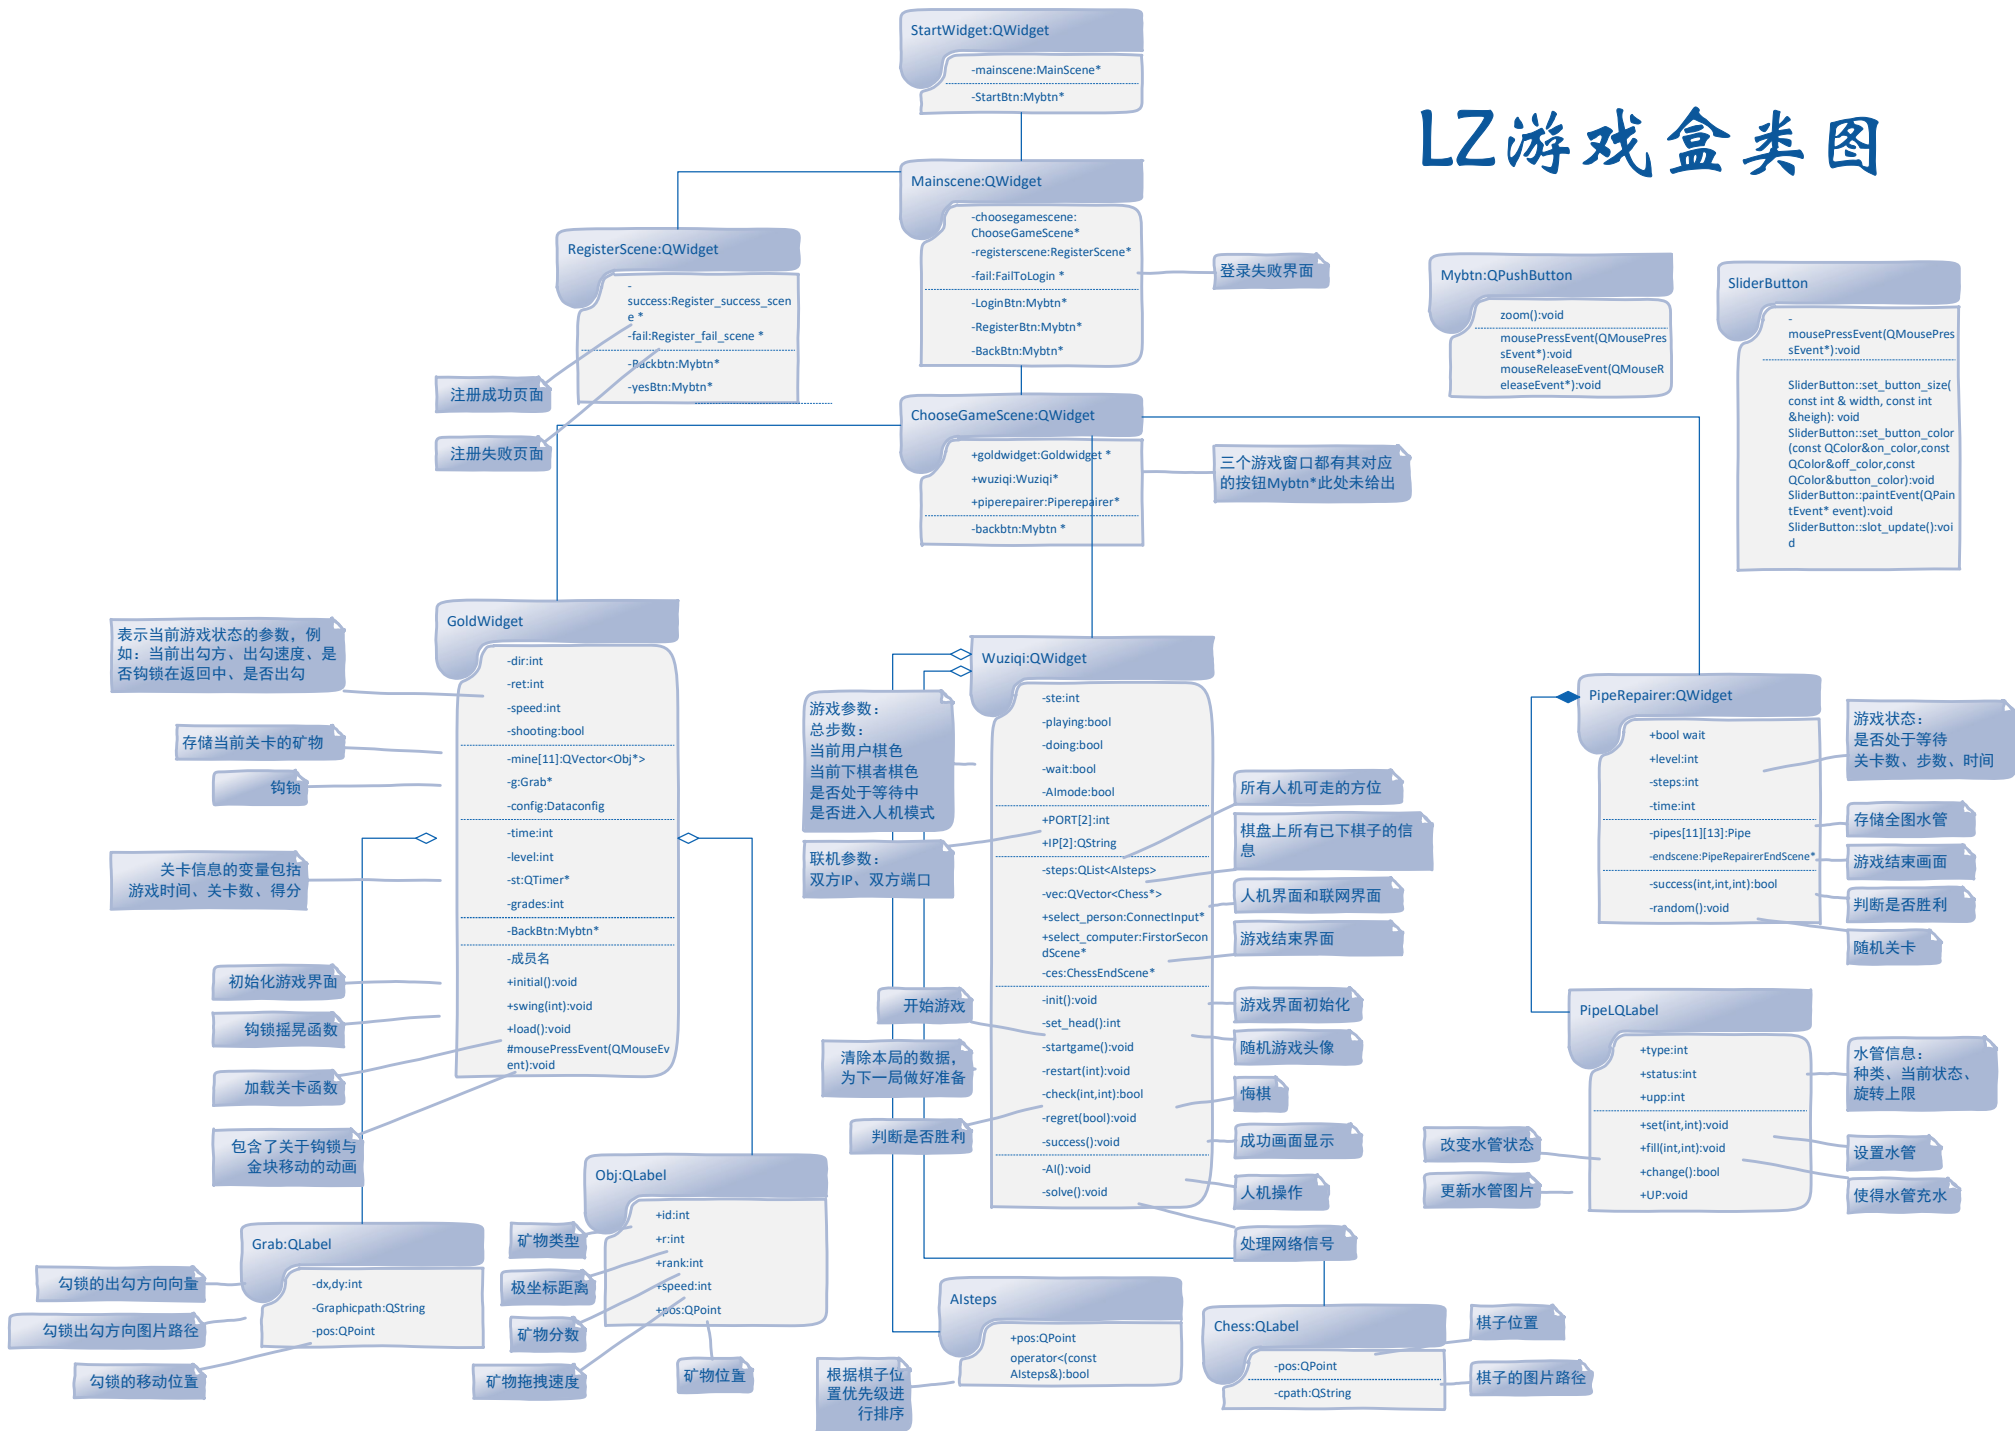 LZ游戏盒类图
StartWidget:QWidget
-mainscene:MainScene*
-StartBtn:Mybtn*
Mainscene:QWidget
-choosegamescene:
ChooseGameScene*
-registerscene:RegisterScene*
-fail:FailToLogin *
-LoginBtn:Mybtn*
-RegisterBtn:Mybtn*
-BackBtn:Mybtn*
登录失败界面
RegisterScene:QWidget
-
success:Register_success_scen
e *
-fail:Register_fail_scene *
-Backbtn:Mybtn*
-yesBtn:Mybtn*
注册成功页面
注册失败页面
Mybtn:QPushButton
zoom():void
mousePressEvent(QMousePres
sEvent*):void
mouseReleaseEvent(QMouseR
eleaseEvent*):void
SliderButton
-
mousePressEvent(QMousePres
sEvent*):void
SliderButton::set_button_size(
const int & width, const int
&heigh): void
SliderButton::set_button_color
(const QColor&on_color,const
QColor&off_color,const
QColor&button_color):void
SliderButton::paintEvent(QPain
tEvent* event):void
SliderButton::slot_update():voi
d
ChooseGameScene:QWidget
+goldwidget:Goldwidget *
+wuziqi:Wuziqi*
+piperepairer:Piperepairer*
-backbtn:Mybtn *
三个游戏窗口都有其对应
的按钮Mybtn*此处未给出
GoldWidget
-dir:int
-ret:int
-speed:int
-shooting:bool
-mine[11]:QVector<Obj*>
-g:Grab*
-config:Dataconfig
-time:int
-level:int
-st:QTimer*
-grades:int
-BackBtn:Mybtn*
-成员名
+initial():void
+swing(int):void
+load():void
#mousePressEvent(QMouseEv
ent):void
表示当前游戏状态的参数，例
如：当前出勾方、出勾速度、是
否钩锁在返回中、是否出勾
存储当前关卡的矿物
钩锁
关卡信息的变量包括
游戏时间、关卡数、得分
初始化游戏界面
钩锁摇晃函数
加载关卡函数
包含了关于钩锁与
金块移动的动画
Wuziqi:QWidget
-ste:int
-playing:bool
-doing:bool
-wait:bool
-AImode:bool
+PORT[2]:int
+IP[2]:QString
-steps:QList<AIsteps>
-vec:QVector<Chess*>
+select_person:ConnectInput*
+select_computer:FirstorSecon
dScene*
-ces:ChessEndScene*
-init():void
-set_head():int
-startgame():void
-restart(int):void
-check(int,int):bool
-regret(bool):void
-success():void
-AI():void
-solve():void
游戏参数：
总步数：
当前用户棋色
当前下棋者棋色
是否处于等待中
是否进入人机模式
联机参数：
双方IP、双方端口
所有人机可走的方位
棋盘上所有已下棋子的信
息
人机界面和联网界面
游戏结束界面
开始游戏
清除本局的数据，
为下一局做好准备
判断是否胜利
游戏界面初始化
随机游戏头像
悔棋
成功画面显示
人机操作
处理网络信号
PipeRepairer:QWidget
+bool wait
+level:int
-steps:int
-time:int
-pipes[11][13]:Pipe
-endscene:PipeRepairerEndScene*
-success(int,int,int):bool
-random():void
游戏状态：
是否处于等待
关卡数、步数、时间
存储全图水管
游戏结束画面
判断是否胜利
随机关卡
PipeLQLabel
+type:int
+status:int
+upp:int
+set(int,int):void
+fill(int,int):void
+change():bool
+UP:void
水管信息：
种类、当前状态、
旋转上限
改变水管状态
更新水管图片
设置水管
使得水管充水
Grab:QLabel
-dx,dy:int
-Graphicpath:QString
-pos:QPoint
勾锁的出勾方向向量
勾锁出勾方向图片路径
勾锁的移动位置
Obj:QLabel
+id:int
+r:int
+rank:int
+speed:int
+pos:QPoint
矿物类型
极坐标距离
矿物分数
矿物拖拽速度
矿物位置
AIsteps
+pos:QPoint
operator<(const
AIsteps&):bool
根据棋子位
置优先级进
行排序
Chess:QLabel
-pos:QPoint
-cpath:QString
棋子位置
棋子的图片路径